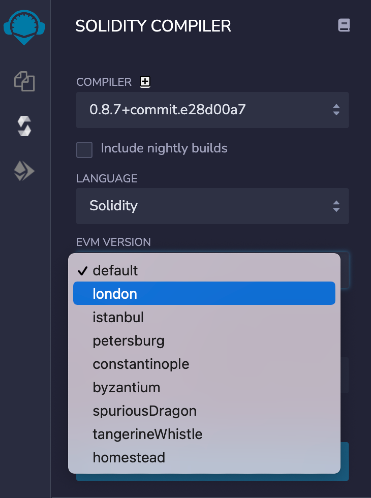 SOLIDITY COMPILER
COMPILER
0.8.7+commit.e28d00a7
Include nightly builds
LANGUAGE
Solidity
EVM VERSION
default
london
istanbul
petersburg
constantinople
byzantium
spuriousDragon
tangerineWhistle
homestead